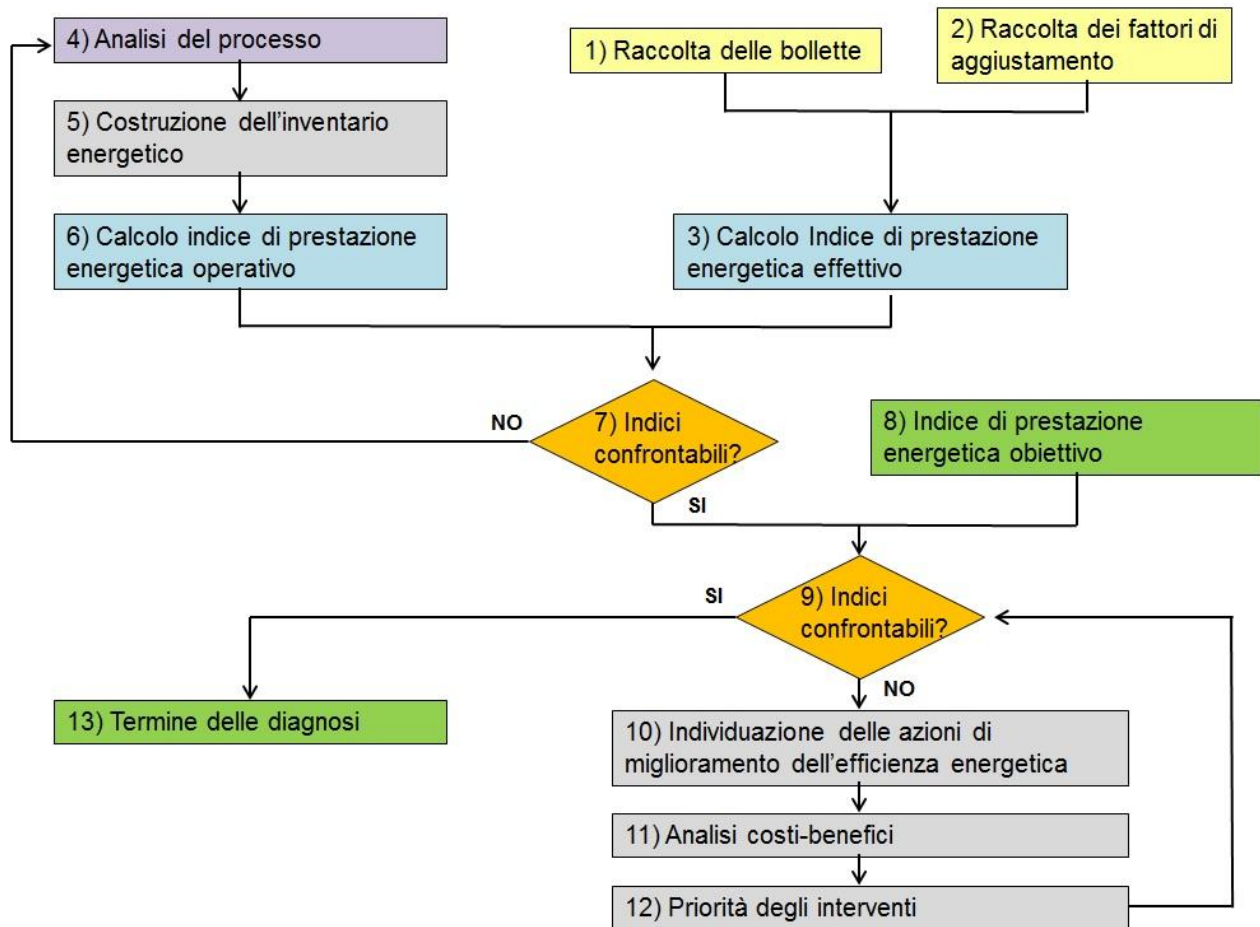 4) Analisi del processo
1) Raccolta delle bollette
2) Raccolta dei fattori di
aggiustamento
5) Costruzione dell'inventario
energetico
6) Calcolo indice di prestazione
energetica operativo
3) Calcolo Indice di prestazione
energetica effettivo
NO
7) Indici
confrontabili?
SI
8) Indice di prestazione
energetica obiettivo
SI
9) Indici
confrontabili?
NO
13) Termine delle diagnosi
10) Individuazione delle azioni di
miglioramento dell'efficienza energetica
11) Analisi costi-benefici
12) Priorità degli interventi